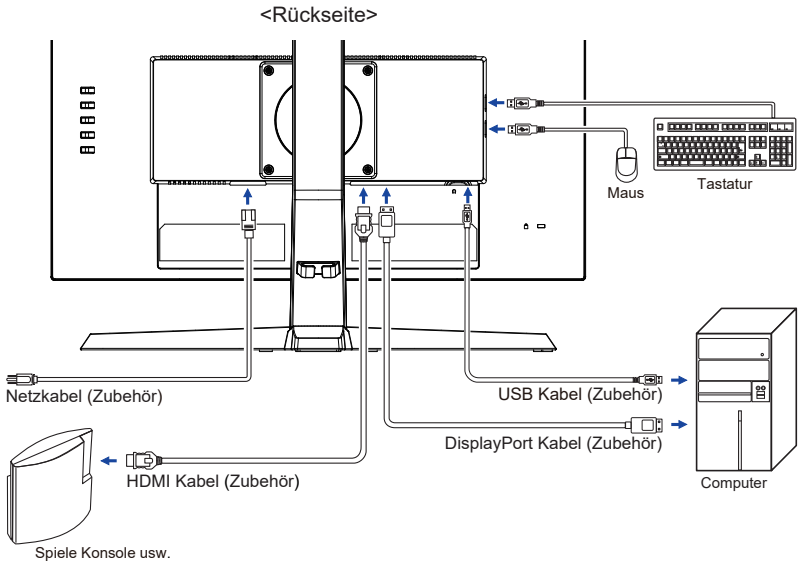 <Rückseite>
Maus
Tastatur
Netzkabel (Zubehör)
USB Kabel (Zubehör)
DisplayPort Kabel (Zubehör)
HDMI Kabel (Zubehör)
Computer
Spiele Konsole usw.